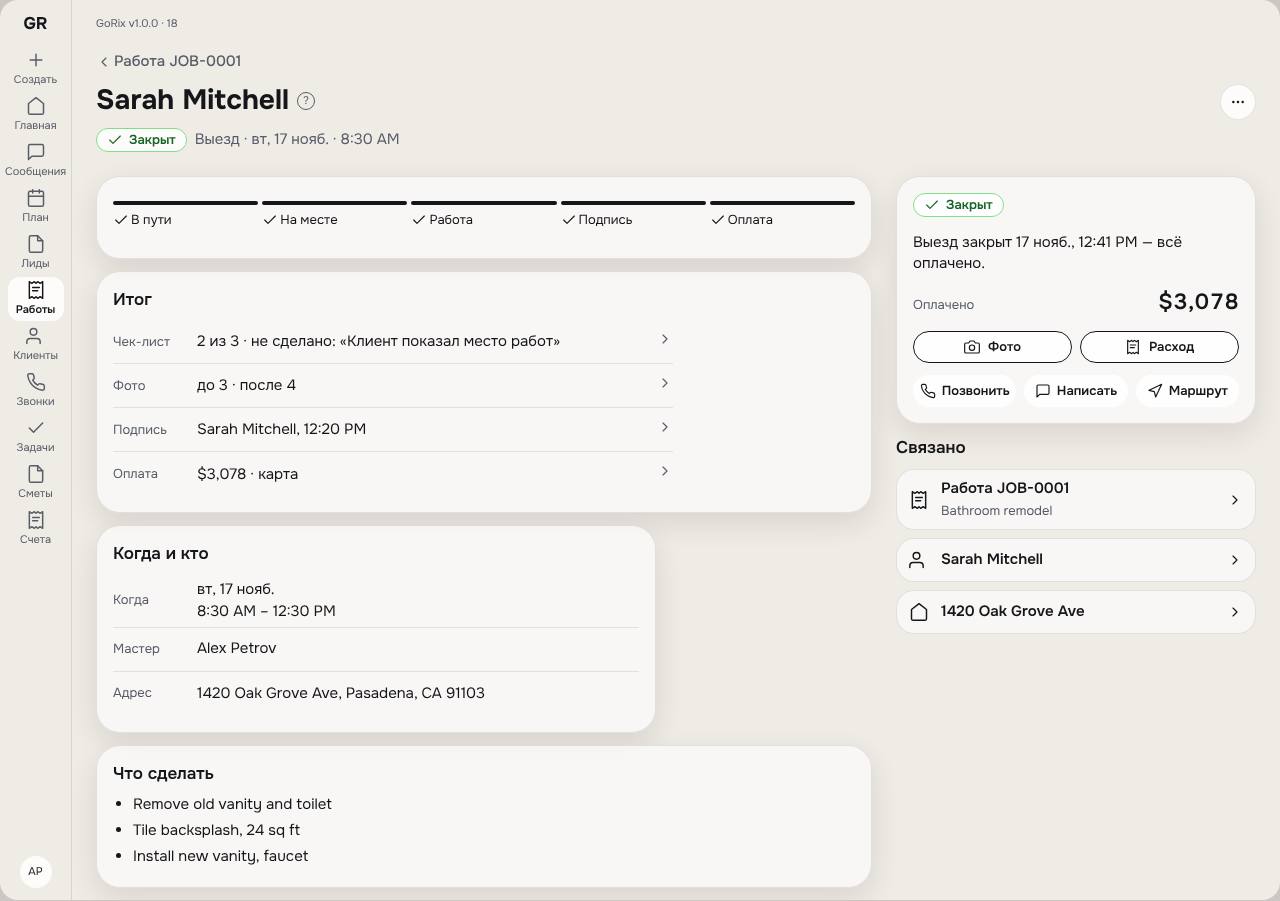 GR
Создать
Главная
Сообщения
План
Лиды
Работы
Клиенты
Звонки
Задачи
Сметы
Счета
AP
GoRix v1.0.0 · 18
Работа JOB-0001
Sarah Mitchell ?
Закрыт Выезд · вт, 17 нояб. · 8:30 AM
В пути На месте Работа Подпись Оплата
Итог
Чек-лист 2 из 3 · не сделано: «Клиент показал место работ»
Фото до 3 · после 4
Подпись Sarah Mitchell, 12:20 PM
Оплата $3,078 · карта
Когда и кто
Когда вт, 17 нояб.
8:30 AM – 12:30 PM
Мастер Alex Petrov
Адрес 1420 Oak Grove Ave, Pasadena, CA 91103
Что сделать
• Remove old vanity and toilet
• Tile backsplash, 24 sq ft
• Install new vanity, faucet
Закрыт
Выезд закрыт 17 нояб., 12:41 PM — всё
оплачено.
Оплачено $3,078
Фото Расход
Позвонить Написать Маршрут
Связано
Работа JOB-0001
Bathroom remodel
Sarah Mitchell
1420 Oak Grove Ave